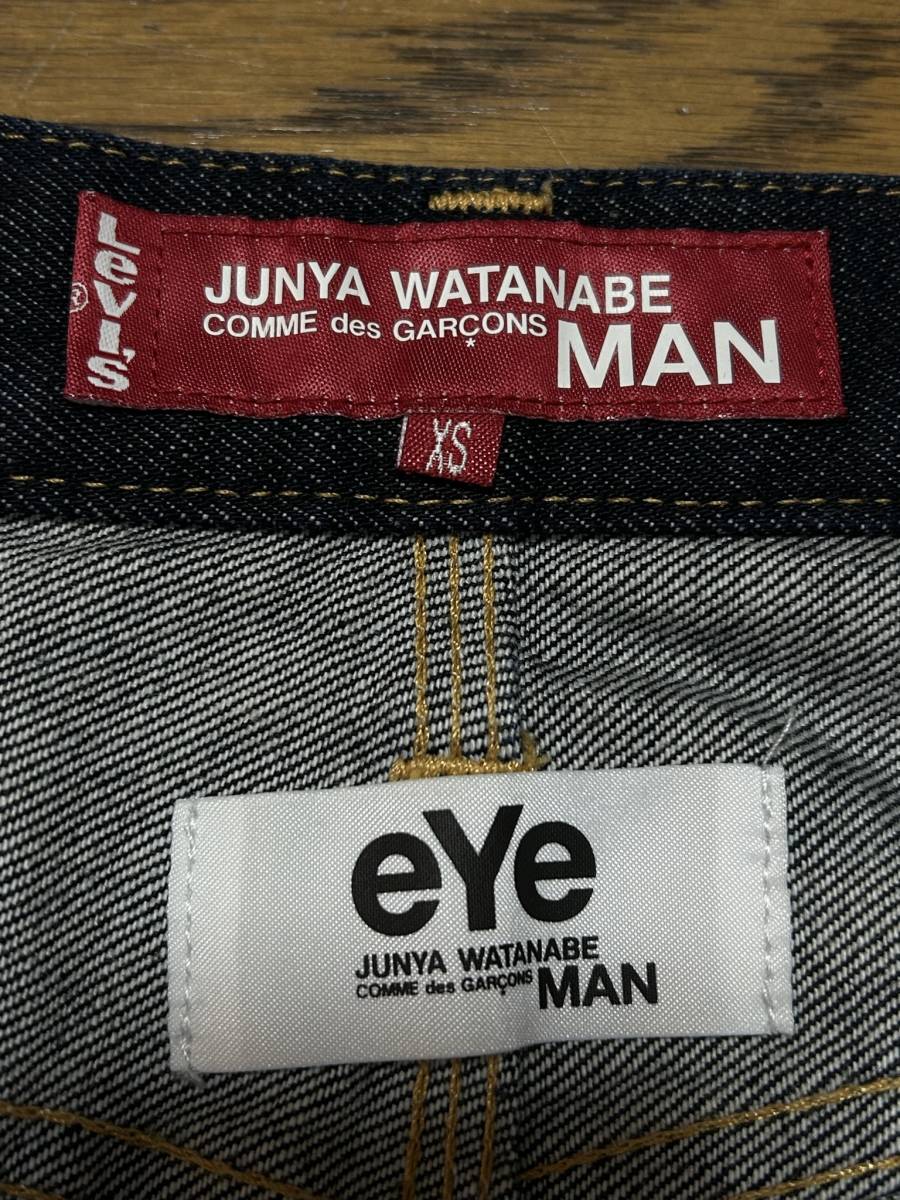 LeVI'S
®
JUNYA WATANABE
COMME des GARÇONS
*
MAN
XS
eYe
JUNYA WATANABE
COMME des GARÇONS
MAN